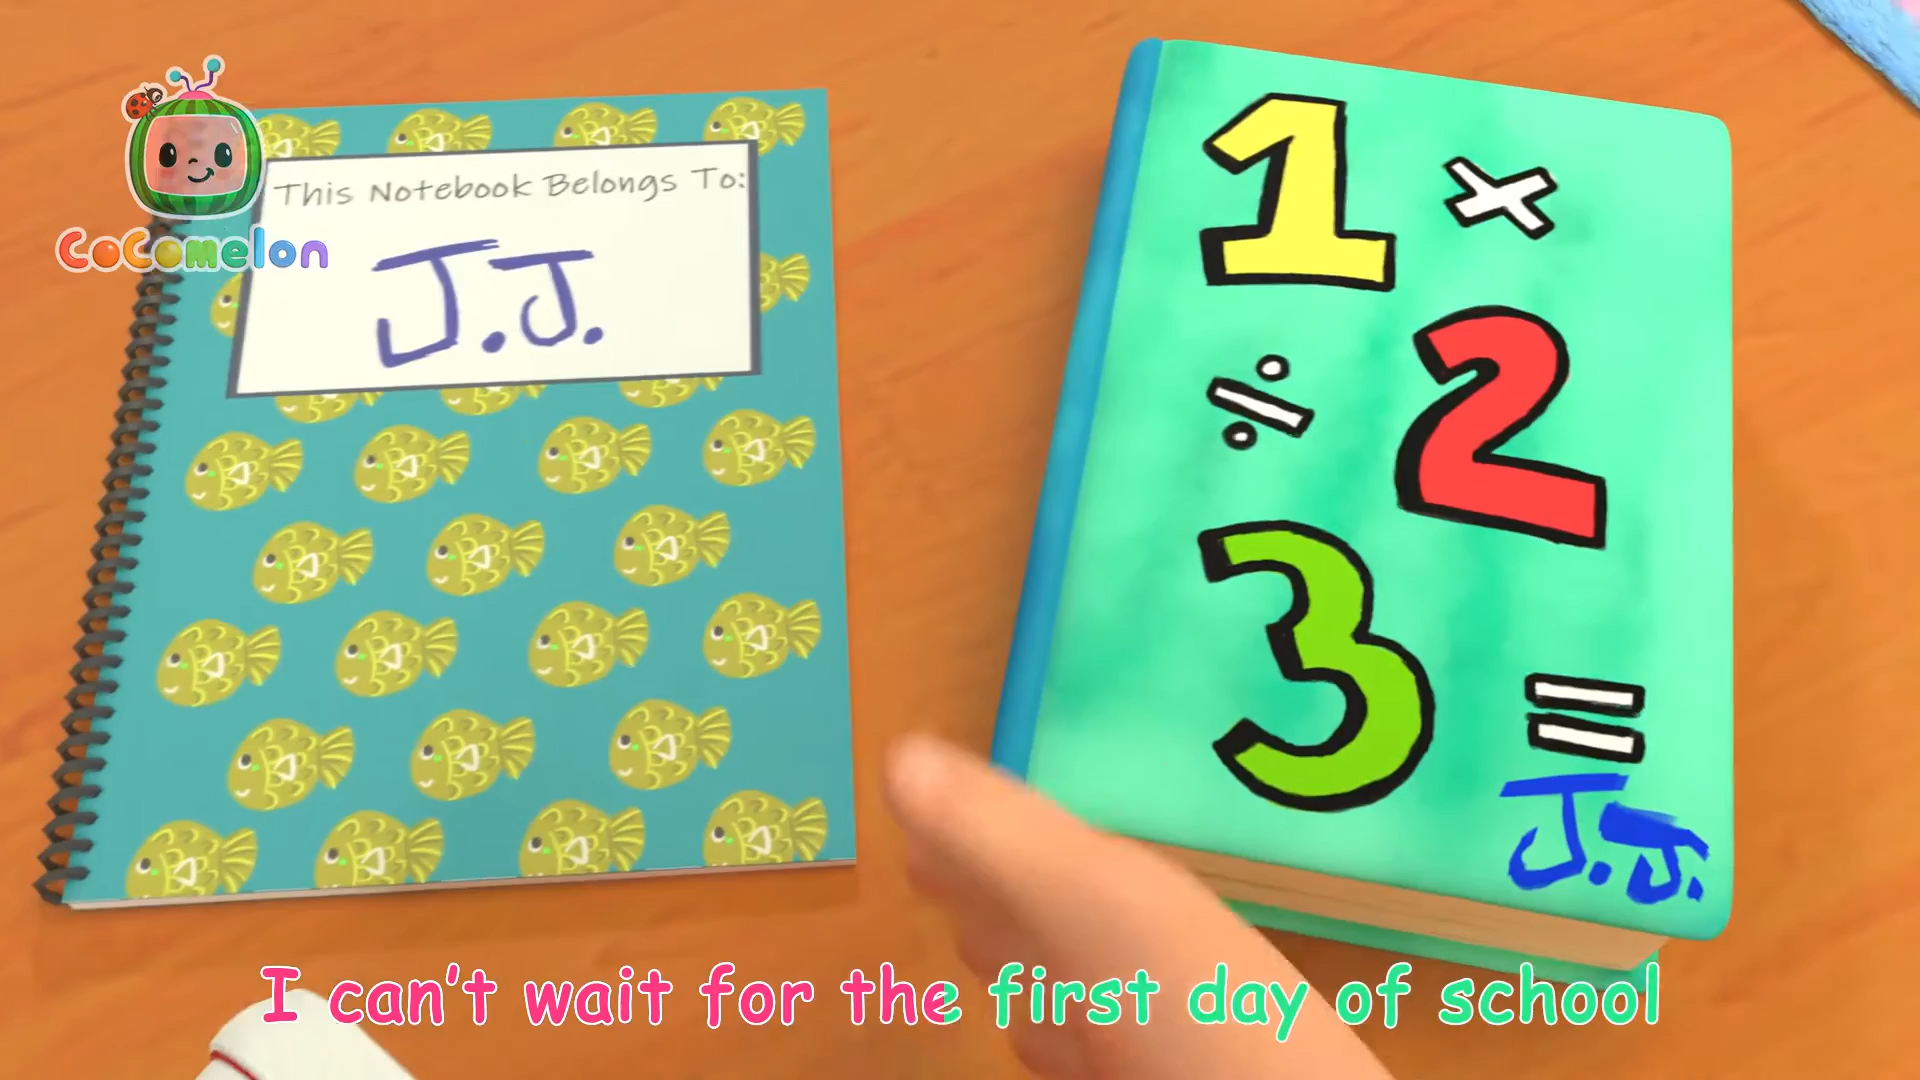 CoComelon
This Notebook Belongs To:
J.J.
1 ×
÷ 2
3 =
J.J.
I can't wait for the first day of school